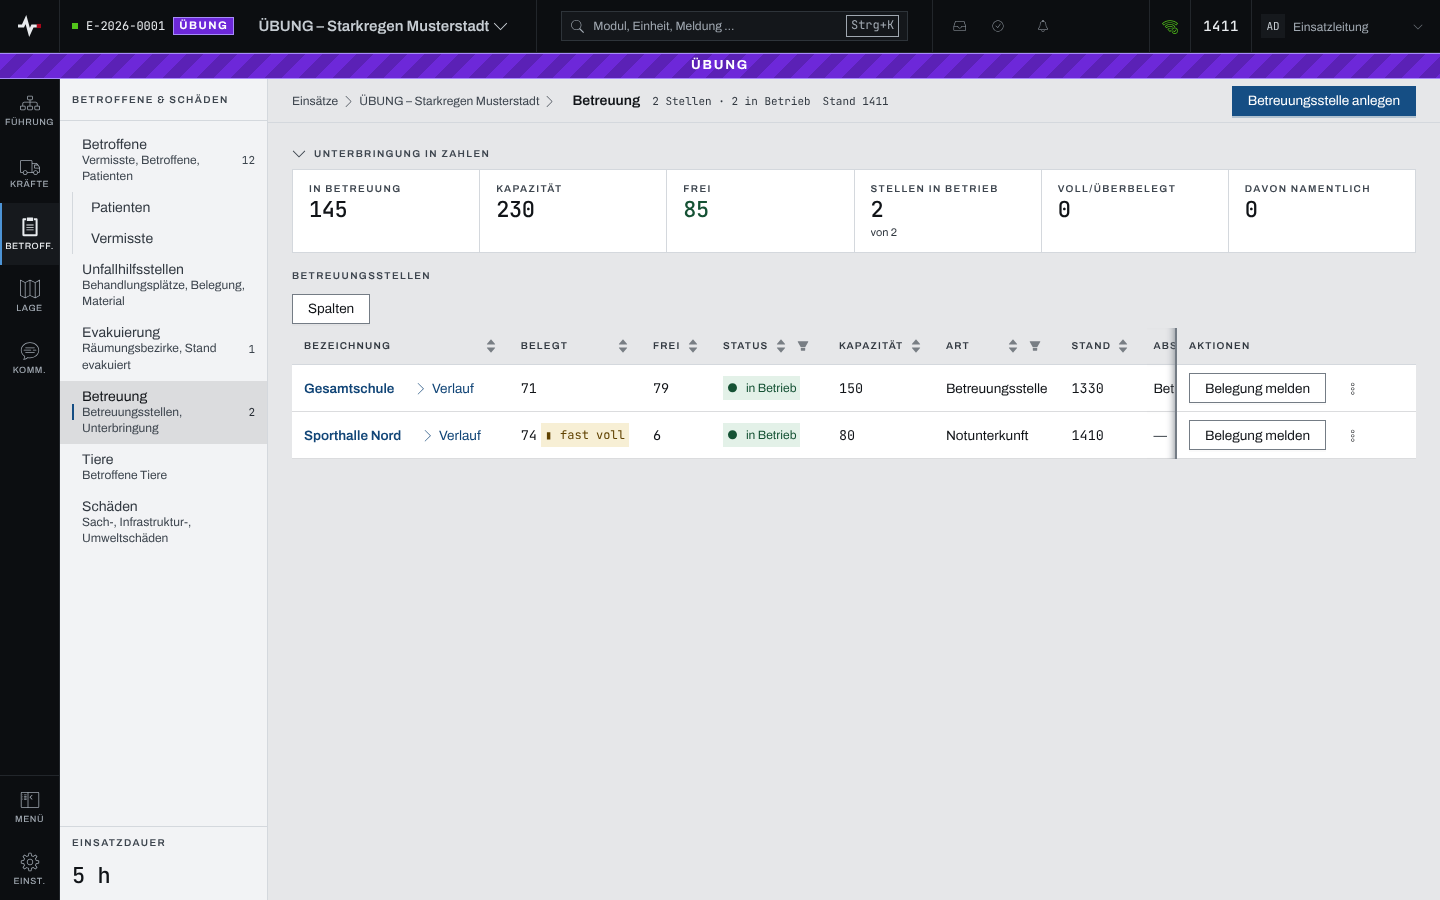 E-2026-0001 ÜBUNG ÜBUNG – Starkregen Musterstadt Modul, Einheit, Meldung ... Strg+K 1411 AD Einsatzleitung
ÜBUNG
FÜHRUNG
KRÄFTE
BETROFF.
LAGE
KOMM.
MENÜ
EINST.
BETROFFENE & SCHÄDEN
Betroffene
Vermisste, Betroffene, 12
Patienten
Patienten
Vermisste
Unfallhilfsstellen
Behandlungsplätze, Belegung,
Material
Evakuierung
Räumungsbezirke, Stand 1
evakuiert
Betreuung
Betreuungsstellen, 2
Unterbringung
Tiere
Betroffene Tiere
Schäden
Sach-, Infrastruktur-,
Umweltschäden
EINSATZDAUER
5 h
Einsätze ÜBUNG – Starkregen Musterstadt Betreuung 2 Stellen · 2 in Betrieb Stand 1411 Betreuungsstelle anlegen
UNTERBRINGUNG IN ZAHLEN
IN BETREUUNG KAPAZITÄT FREI STELLEN IN BETRIEB VOLL/ÜBERBELEGT DAVON NAMENTLICH
145 230 85 2 0 0
von 2
BETREUUNGSSTELLEN
Spalten
BEZEICHNUNG BELEGT FREI STATUS KAPAZITÄT ART STAND ABS AKTIONEN
Gesamtschule Verlauf 71 79 in Betrieb 150 Betreuungsstelle 1330 Bet Belegung melden
Sporthalle Nord Verlauf 74 fast voll 6 in Betrieb 80 Notunterkunft 1410 — Belegung melden